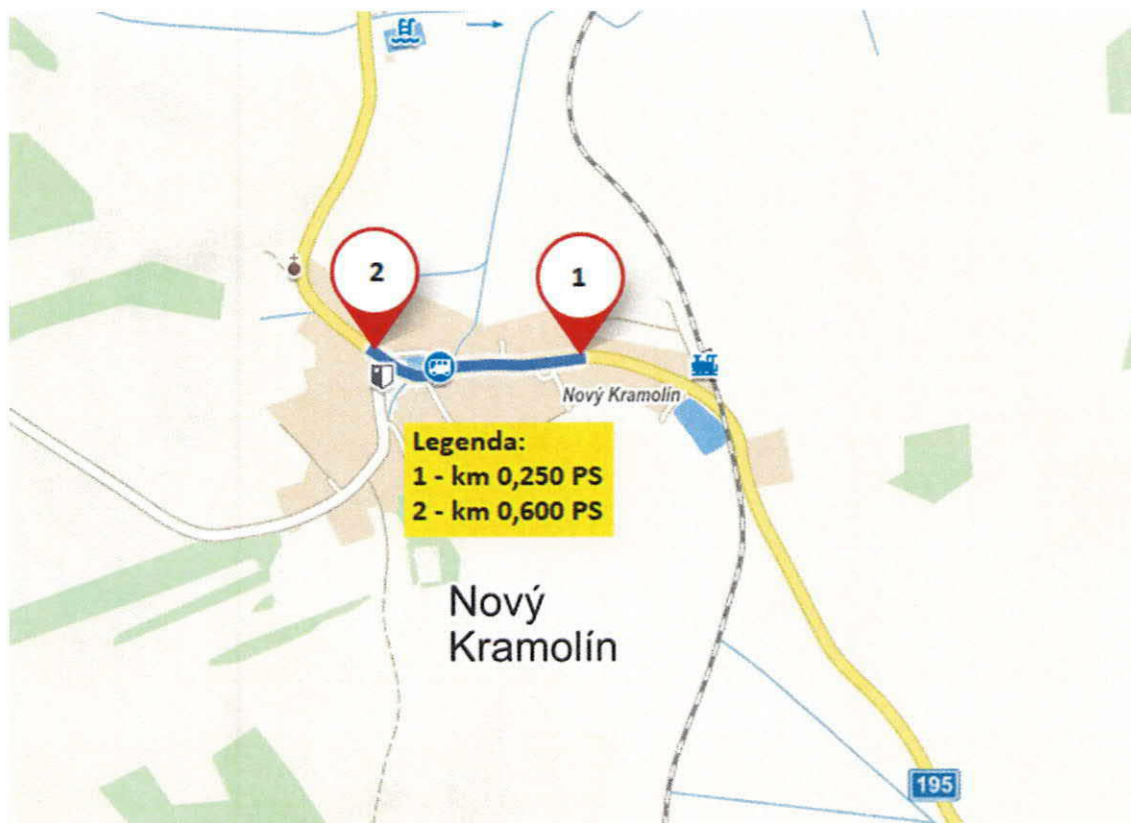 2
1
Nový Kramolín
Legenda:
1 - km 0,250 PS
2 - km 0,600 PS
Nový
Kramolín
195